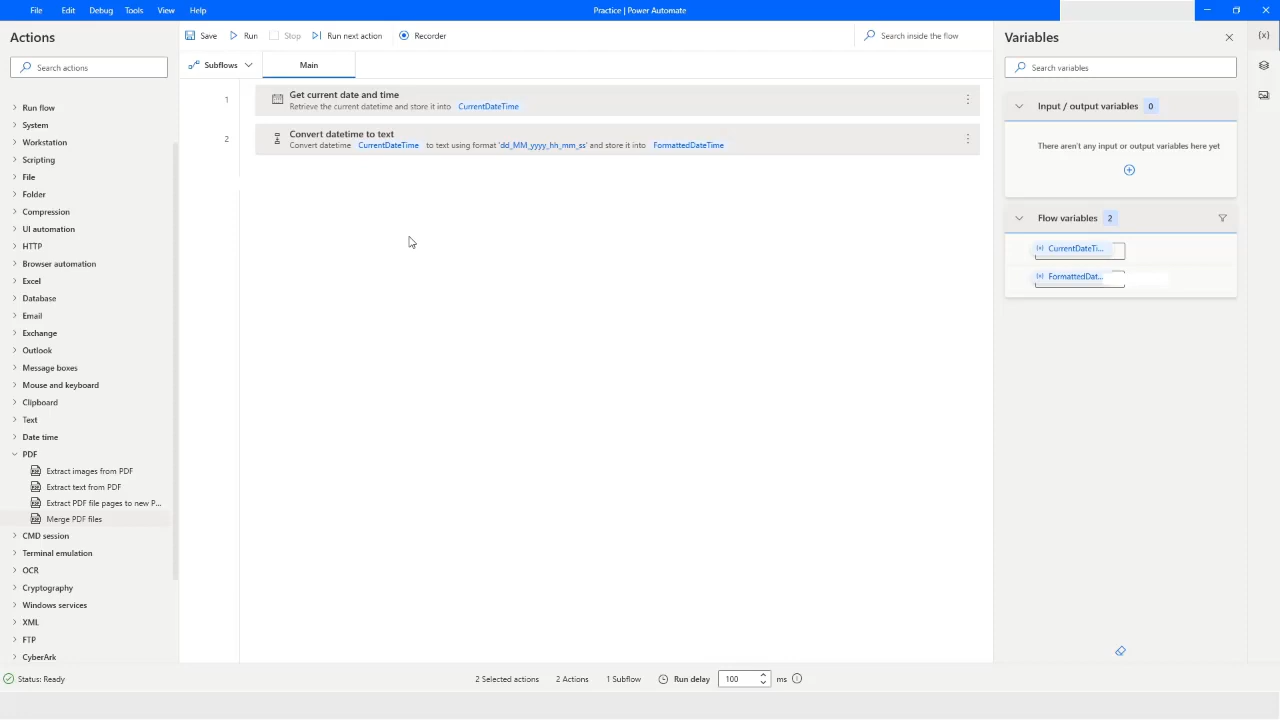 File Edit Debug Tools View Help
Practice | Power Automate
Actions
Search actions
Run flow
System
Workstation
Scripting
File
Folder
Compression
UI automation
HTTP
Browser automation
Excel
Database
Email
Exchange
Outlook
Message boxes
Mouse and keyboard
Clipboard
Text
Date time
PDF
Extract images from PDF
Extract text from PDF
Extract PDF file pages to new P...
Merge PDF files
CMD session
Terminal emulation
OCR
Cryptography
Windows services
XML
FTP
CyberArk
Save Run Stop Run next action Recorder
Search inside the flow
Subflows Main
1 Get current date and time
Retrieve the current datetime and store it into CurrentDateTime
2 Convert datetime to text
Convert datetime CurrentDateTime to text using format 'dd_MM_yyyy_hh_mm_ss' and store it into FormattedDateTime
Variables
{x}
Search variables
Input / output variables 0
There aren't any input or output variables here yet
Flow variables 2
{x} CurrentDateTi...
{x} FormattedDat...
Status: Ready 2 Selected actions 2 Actions 1 Subflow Run delay 100 ms